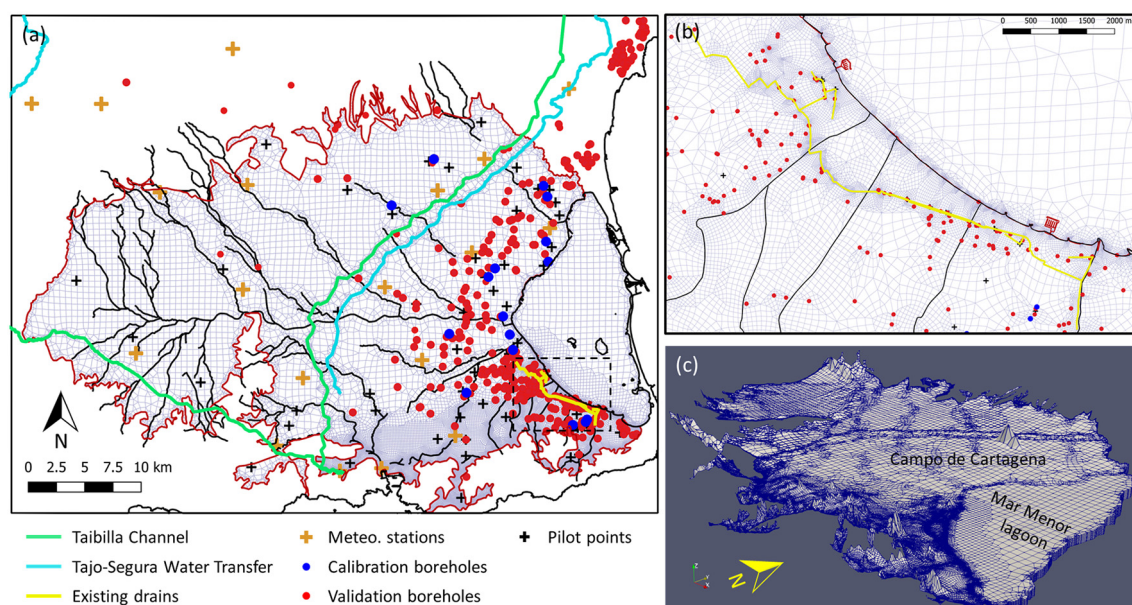 (a)
N
0 2.5 5 7.5 10 km
Taibilla Channel
Tajo-Segura Water Transfer
Existing drains
Meteo. stations
Calibration boreholes
Validation boreholes
Pilot points
(b)
0 500 1000 1500 2000 m
(c)
Campo de Cartagena
Mar Menor
lagoon
N
Z